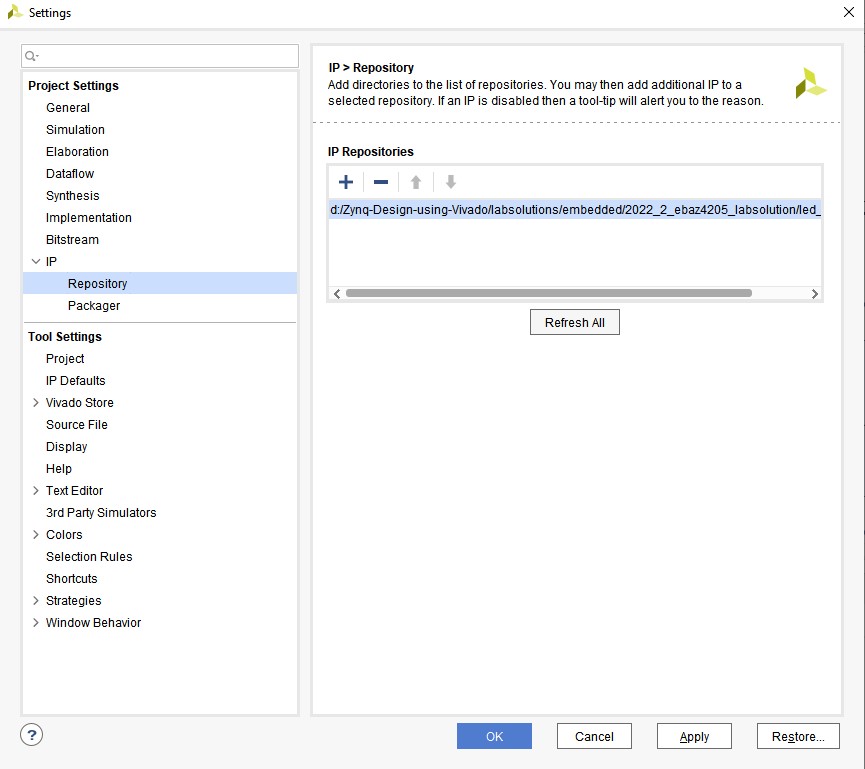 Settings
Project Settings
General
Simulation
Elaboration
Dataflow
Synthesis
Implementation
Bitstream
IP
Repository
Packager
Tool Settings
Project
IP Defaults
Vivado Store
Source File
Display
Help
Text Editor
3rd Party Simulators
Colors
Selection Rules
Shortcuts
Strategies
Window Behavior
IP > Repository
Add directories to the list of repositories. You may then add additional IP to a
selected repository. If an IP is disabled then a tool-tip will alert you to the reason.
IP Repositories
d:/Zynq-Design-using-Vivado/labsolutions/embedded/2022_2_ebaz4205_labsolution/led_
Refresh All
?
OK
Cancel
Apply
Restore...